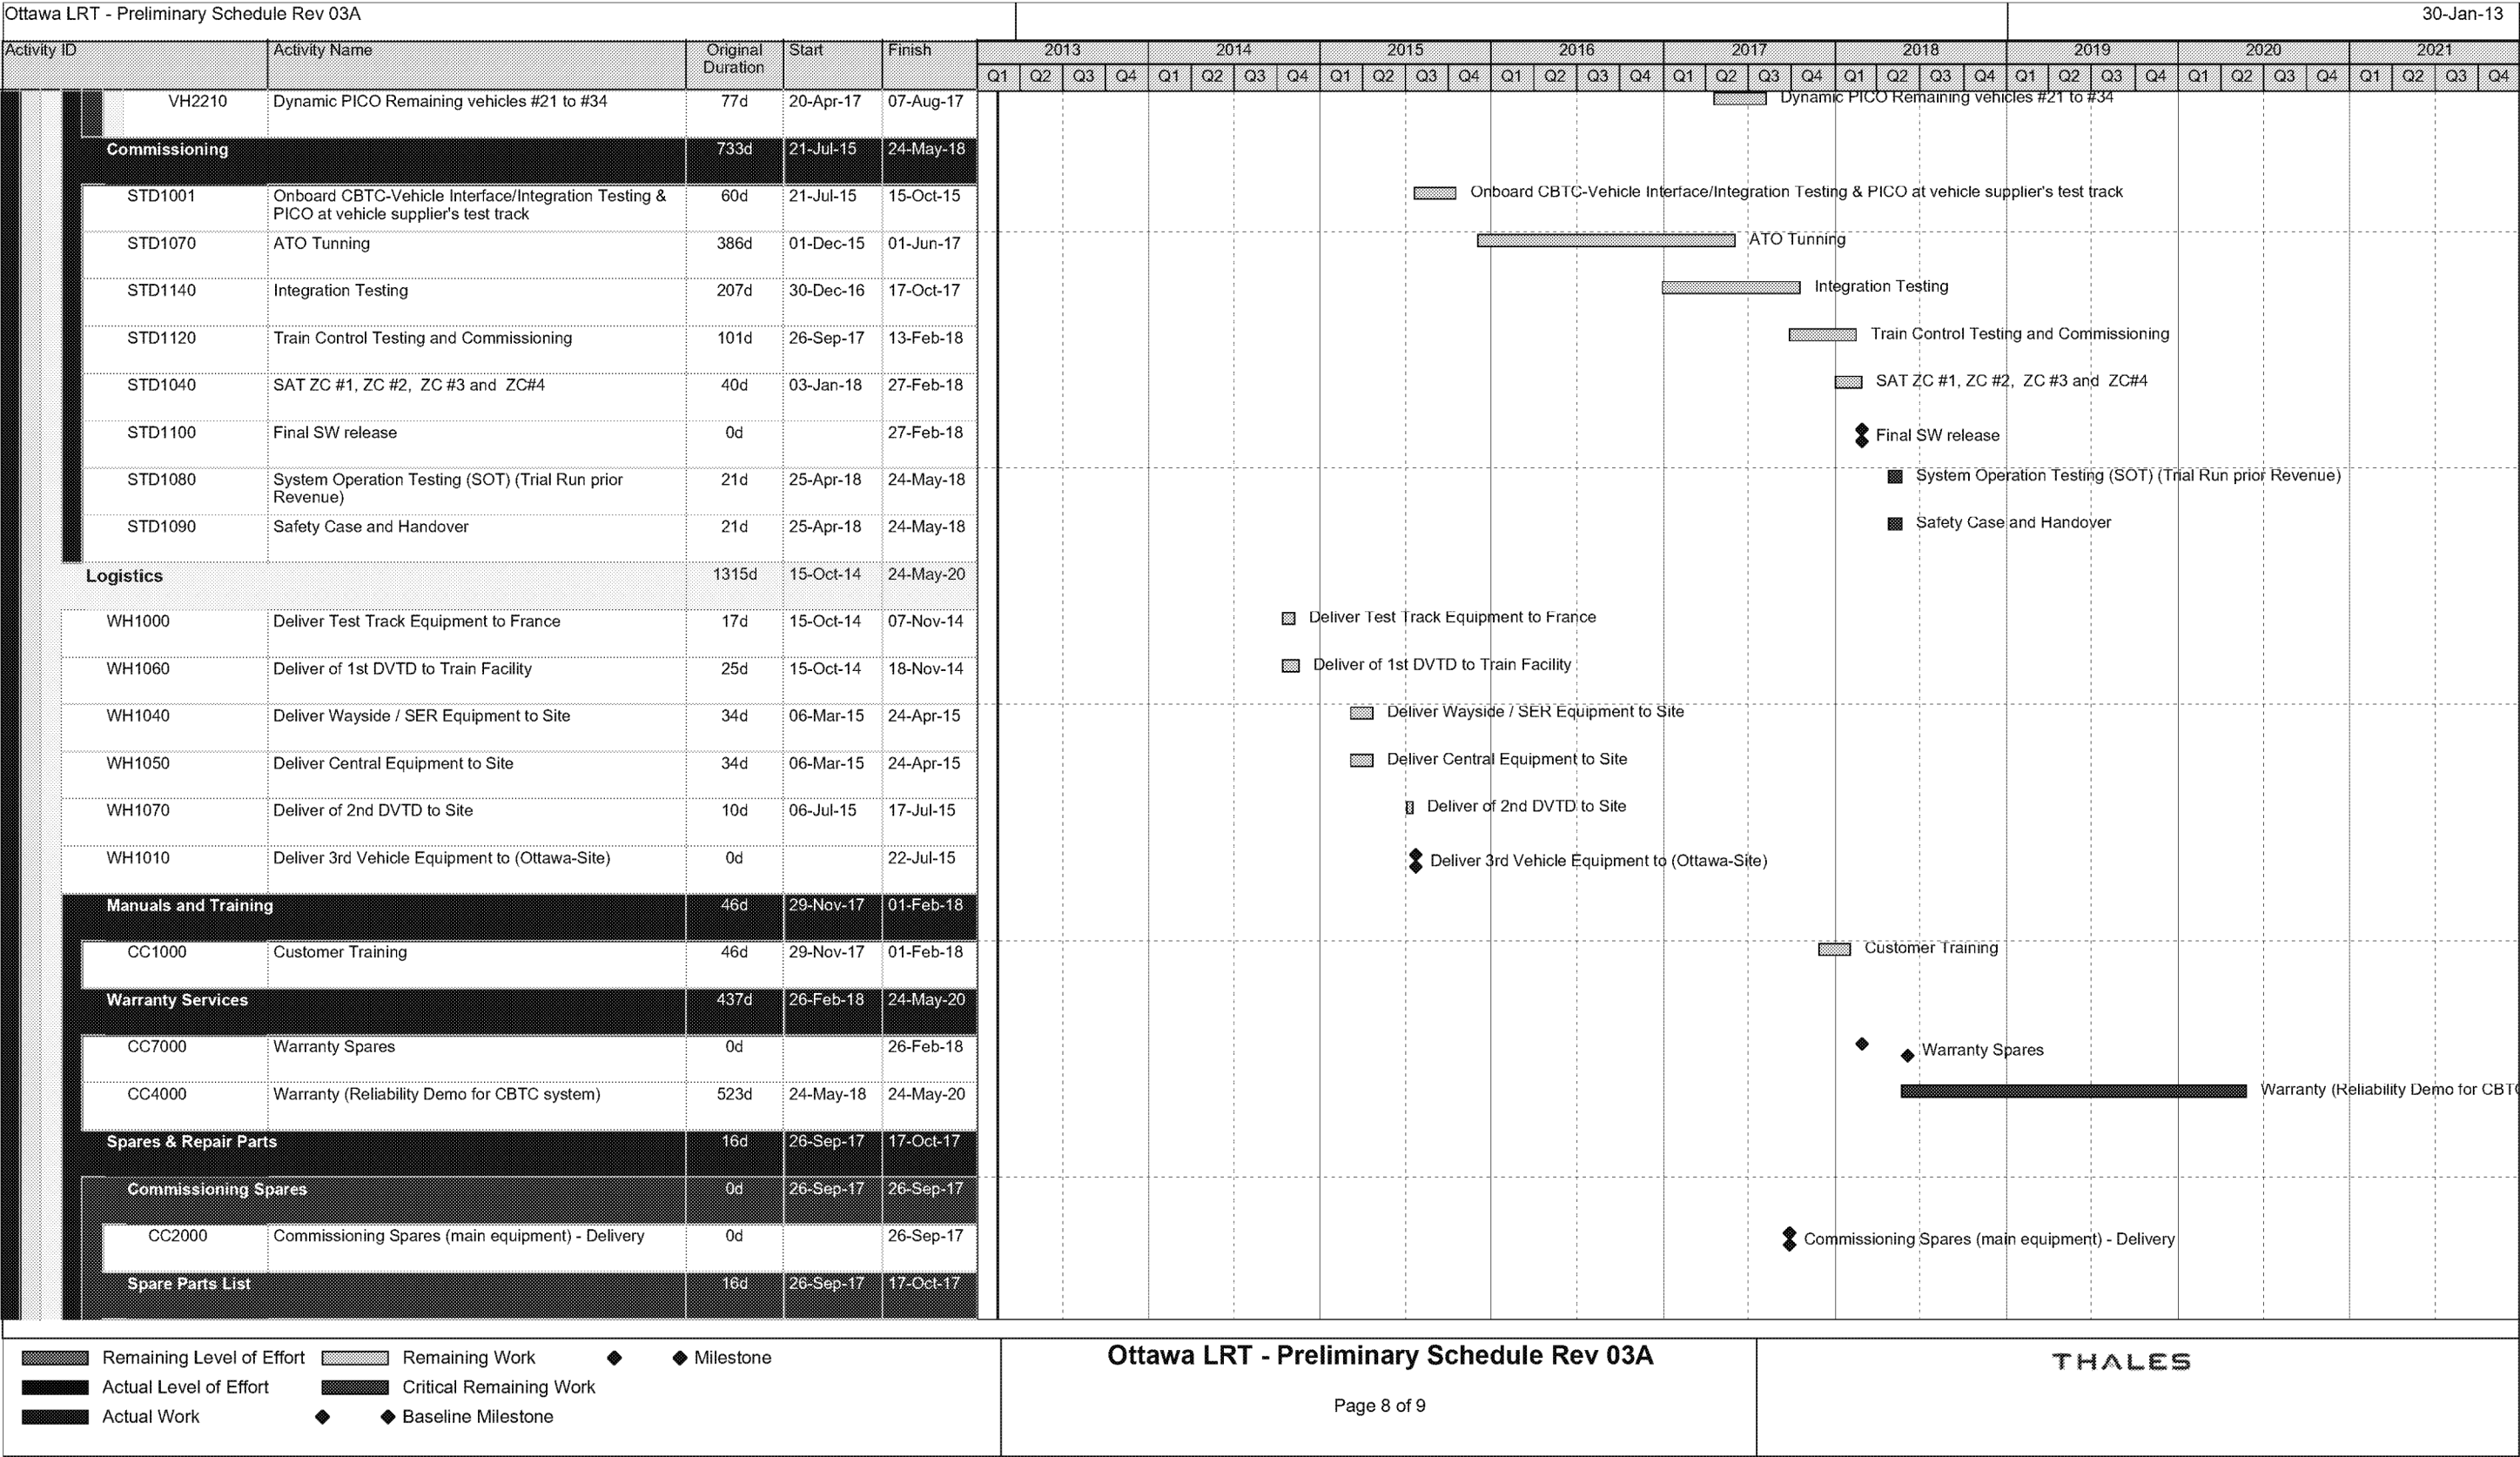 Ottawa LRT - Preliminary Schedule Rev 03A 30-Jan-13
Activity ID Activity Name Original Duration Start Finish 2013 2014 2015 2016 2017 2018 2019 2020 2021
Q1 Q2 Q3 Q4 Q1 Q2 Q3 Q4 Q1 Q2 Q3 Q4 Q1 Q2 Q3 Q4 Q1 Q2 Q3 Q4 Q1 Q2 Q3 Q4 Q1 Q2 Q3 Q4 Q1 Q2 Q3 Q4 Q1 Q2 Q3 Q4
VH2210 Dynamic PICO Remaining vehicles #21 to #34 77d 20-Apr-17 07-Aug-17 Dynamic PICO Remaining vehicles #21 to #34
Commissioning 733d 21-Jul-15 24-May-18
STD1001 Onboard CBTC-Vehicle Interface/Integration Testing & 60d 21-Jul-15 15-Oct-15 Onboard CBTC-Vehicle Interface/Integration Testing & PICO at vehicle supplier's test track
PICO at vehicle supplier's test track
STD1070 ATO Tunning 386d 01-Dec-15 01-Jun-17 ATO Tunning
STD1140 Integration Testing 207d 30-Dec-16 17-Oct-17 Integration Testing
STD1120 Train Control Testing and Commissioning 101d 26-Sep-17 13-Feb-18 Train Control Testing and Commissioning
STD1040 SAT ZC #1, ZC #2, ZC #3 and ZC#4 40d 03-Jan-18 27-Feb-18 SAT ZC #1, ZC #2, ZC #3 and ZC#4
STD1100 Final SW release 0d 27-Feb-18 Final SW release
STD1080 System Operation Testing (SOT) (Trial Run prior 21d 25-Apr-18 24-May-18 System Operation Testing (SOT) (Trial Run prior Revenue)
Revenue)
STD1090 Safety Case and Handover 21d 25-Apr-18 24-May-18 Safety Case and Handover
Logistics 1315d 15-Oct-14 24-May-20
WH1000 Deliver Test Track Equipment to France 17d 15-Oct-14 07-Nov-14 Deliver Test Track Equipment to France
WH1060 Deliver of 1st DVTD to Train Facility 25d 15-Oct-14 18-Nov-14 Deliver of 1st DVTD to Train Facility
WH1040 Deliver Wayside / SER Equipment to Site 34d 06-Mar-15 24-Apr-15 Deliver Wayside / SER Equipment to Site
WH1050 Deliver Central Equipment to Site 34d 06-Mar-15 24-Apr-15 Deliver Central Equipment to Site
WH1070 Deliver of 2nd DVTD to Site 10d 06-Jul-15 17-Jul-15 Deliver of 2nd DVTD to Site
WH1010 Deliver 3rd Vehicle Equipment to (Ottawa-Site) 0d 22-Jul-15 Deliver 3rd Vehicle Equipment to (Ottawa-Site)
Manuals and Training 46d 29-Nov-17 01-Feb-18
CC1000 Customer Training 46d 29-Nov-17 01-Feb-18 Customer Training
Warranty Services 437d 26-Feb-18 24-May-20
CC7000 Warranty Spares 0d 26-Feb-18 Warranty Spares
CC4000 Warranty (Reliability Demo for CBTC system) 523d 24-May-18 24-May-20 Warranty (Reliability Demo for CBTC
Spares & Repair Parts 16d 26-Sep-17 17-Oct-17
Commissioning Spares 0d 26-Sep-17 26-Sep-17
CC2000 Commissioning Spares (main equipment) - Delivery 0d 26-Sep-17 Commissioning Spares (main equipment) - Delivery
Spare Parts List 16d 26-Sep-17 17-Oct-17
Remaining Level of Effort Remaining Work Milestone
Actual Level of Effort Critical Remaining Work
Actual Work Baseline Milestone
Ottawa LRT - Preliminary Schedule Rev 03A
Page 8 of 9
THALES